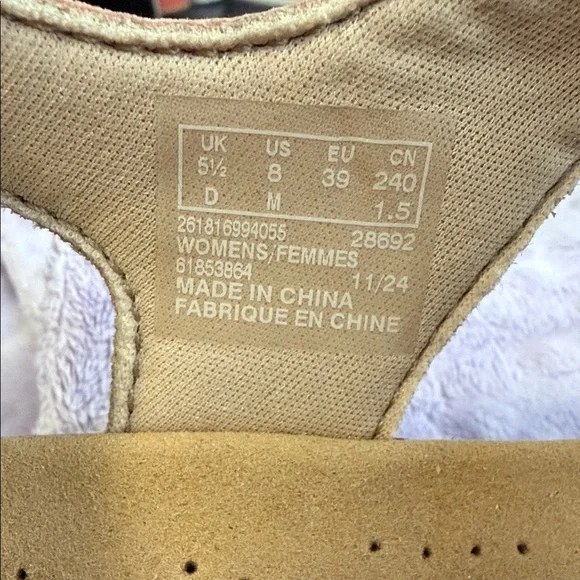 UK US EU CN
5½ 8 39 240
D M 1.5
261816994055 28692
WOMENS/FEMMES
61853864 11/24
MADE IN CHINA
FABRIQUE EN CHINE